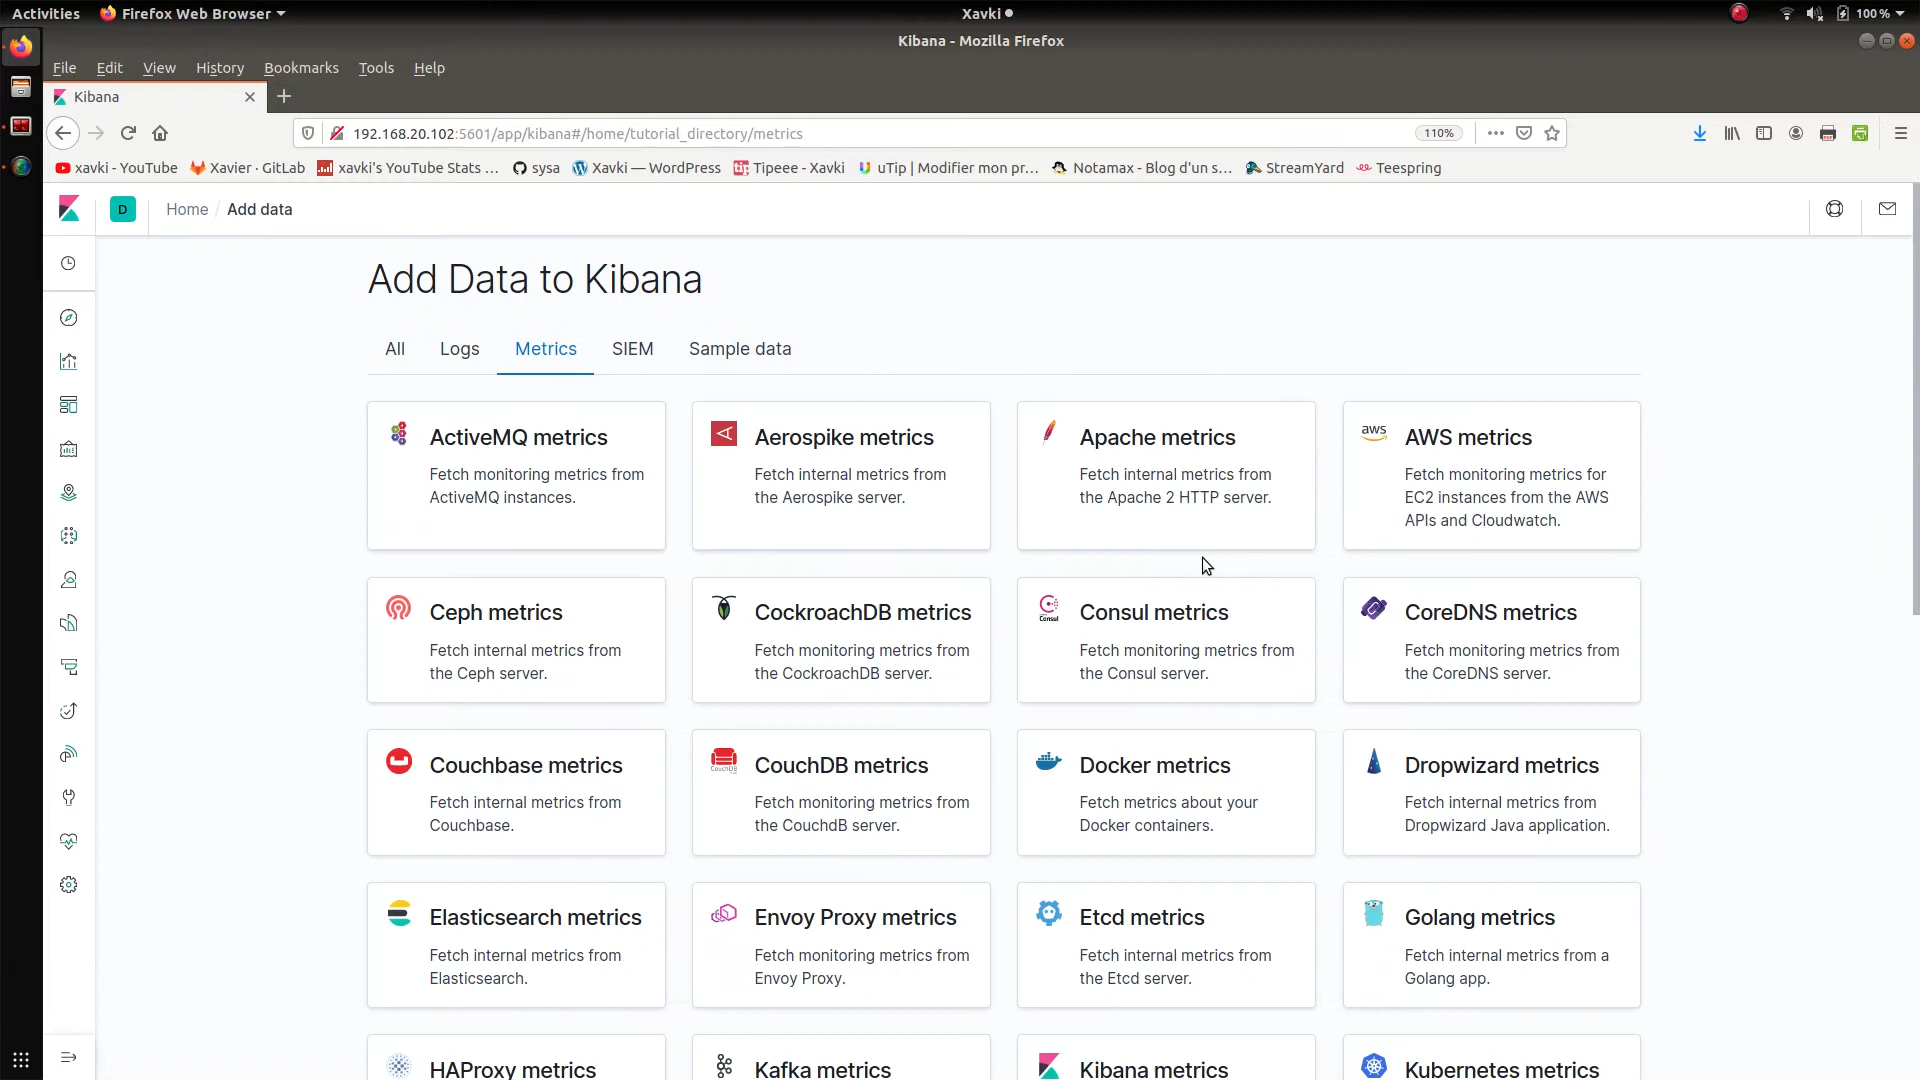 Activities Firefox Web Browser Xavki 100 %
Kibana - Mozilla Firefox
File Edit View History Bookmarks Tools Help
Kibana
192.168.20.102:5601/app/kibana#/home/tutorial_directory/metrics 110%
xavki - YouTube Xavier · GitLab xavki's YouTube Stats ... sysa Xavki — WordPress Tipeee - Xavki uTip | Modifier mon pr... Notamax - Blog d'un s... StreamYard Teespring
D Home / Add data
Add Data to Kibana
All Logs Metrics SIEM Sample data
ActiveMQ metrics
Fetch monitoring metrics from
ActiveMQ instances.
Aerospike metrics
Fetch internal metrics from
the Aerospike server.
Apache metrics
Fetch internal metrics from
the Apache 2 HTTP server.
aws
AWS metrics
Fetch monitoring metrics for
EC2 instances from the AWS
APIs and Cloudwatch.
Ceph metrics
Fetch internal metrics from
the Ceph server.
CockroachDB metrics
Fetch monitoring metrics from
the CockroachDB server.
Consul
Consul metrics
Fetch monitoring metrics from
the Consul server.
CoreDNS metrics
Fetch monitoring metrics from
the CoreDNS server.
Couchbase metrics
Fetch internal metrics from
Couchbase.
CouchDB
CouchDB metrics
Fetch monitoring metrics from
the CouchdB server.
Docker metrics
Fetch metrics about your
Docker containers.
Dropwizard metrics
Fetch internal metrics from
Dropwizard Java application.
Elasticsearch metrics
Fetch internal metrics from
Elasticsearch.
Envoy Proxy metrics
Fetch monitoring metrics from
Envoy Proxy.
Etcd metrics
Fetch internal metrics from
the Etcd server.
Golang metrics
Fetch internal metrics from a
Golang app.
HAProxy metrics
Kafka metrics
Kibana metrics
Kubernetes metrics